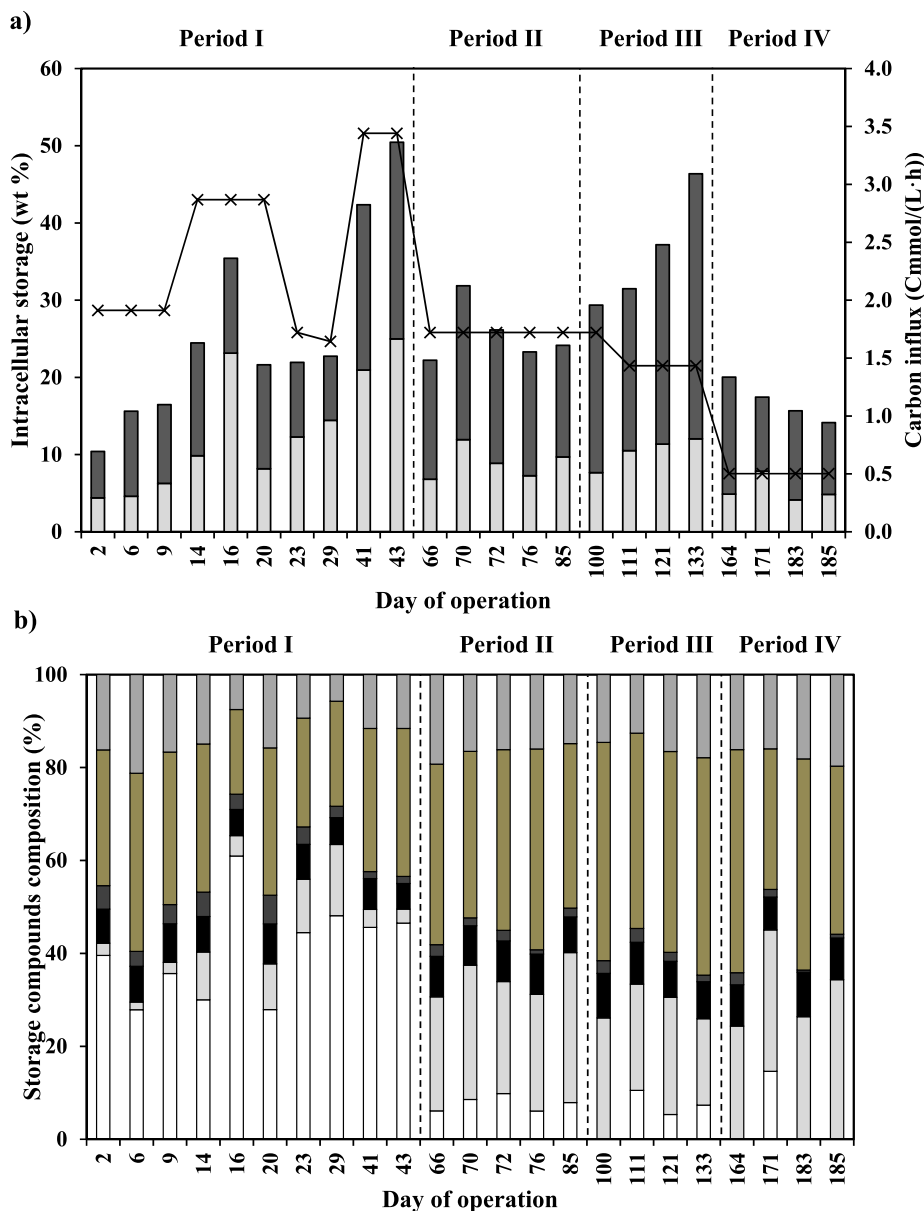 a)
Period I Period II Period III Period IV
60 50 40 30 20 10 0
Intracellular storage (wt %)
4.0 3.5 3.0 2.5 2.0 1.5 1.0 0.5 0.0
Carbon influx (Cmmol/(L·h))
2 6 9 14 16 20 23 29 41 43 66 70 72 76 85 100 111 121 133 164 171 183 185
Day of operation
b)
Period I Period II Period III Period IV
100 80 60 40 20 0
Storage compounds composition (%)
2 6 9 14 16 20 23 29 41 43 66 70 72 76 85 100 111 121 133 164 171 183 185
Day of operation